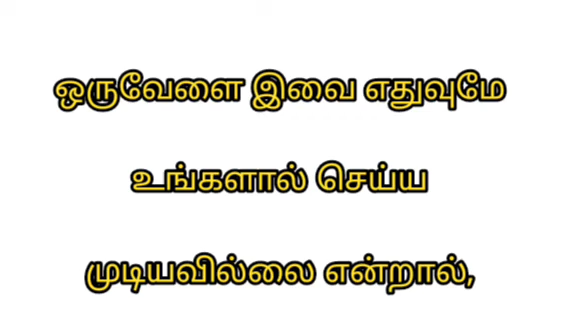 ஒருவேளை இவை எதுவுமே
உங்களால் செய்ய
முடியவில்லை என்றால்,